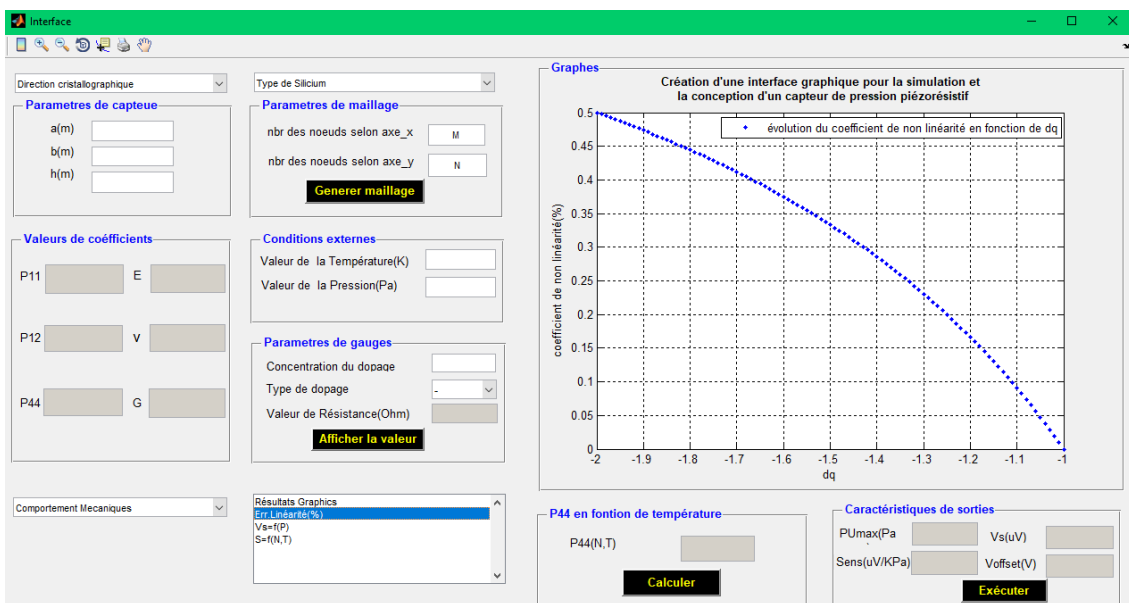 Interface
Direction cristallographique
Type de Silicium
Parametres de capteue
a(m)
b(m)
h(m)
Parametres de maillage
nbr des noeuds selon axe_x
M
nbr des noeuds selon axe_y
N
Generer maillage
Valeurs de coéfficients
P11
E
P12
v
P44
G
Conditions externes
Valeur de la Température(K)
Valeur de la Pression(Pa)
Parametres de gauges
Concentration du dopage
Type de dopage
-
Valeur de Résistance(Ohm)
Afficher la valeur
Comportement Mecaniques
Résultats Graphics
Err.Linéarité(%)
Vs=f(P)
S=f(N,T)
Graphes
Création d'une interface graphique pour la simulation et
la conception d'un capteur de pression piézorésistif
évolution du coefficient de non linéarité en fonction de dq
coefficient de non linéarité(%)
0.5
0.45
0.4
0.35
0.3
0.25
0.2
0.15
0.1
0.05
0
-2
-1.9
-1.8
-1.7
-1.6
-1.5
-1.4
-1.3
-1.2
-1.1
-1
dq
P44 en fontion de température
P44(N,T)
Calculer
Caractéristiques de sorties
PUmax(Pa
Vs(uV)
Sens(uV/KPa)
Voffset(V)
Exécuter